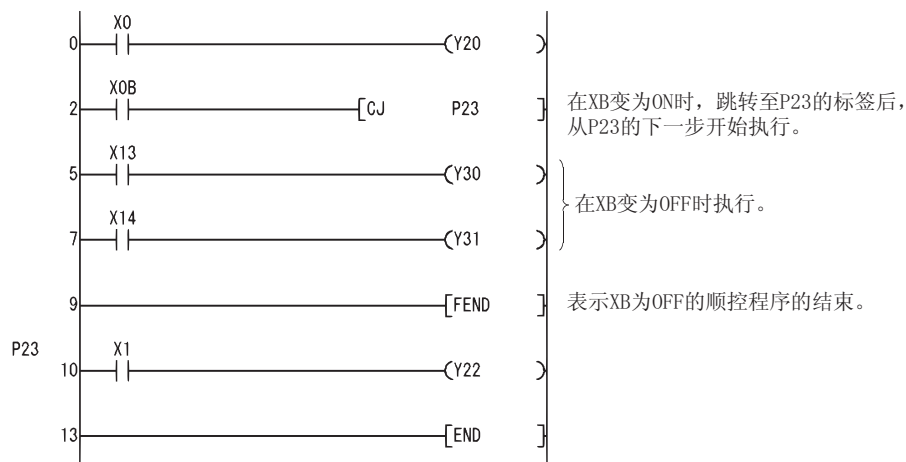 X0
0 Y20
X0B
2 CJ P23 在XB变为ON时，跳转至P23的标签后，
从P23的下一步开始执行。
X13
5 Y30
在XB变为OFF时执行。
X14
7 Y31
9 FEND 表示XB为OFF的顺控程序的结束。
P23 X1
10 Y22
13 END